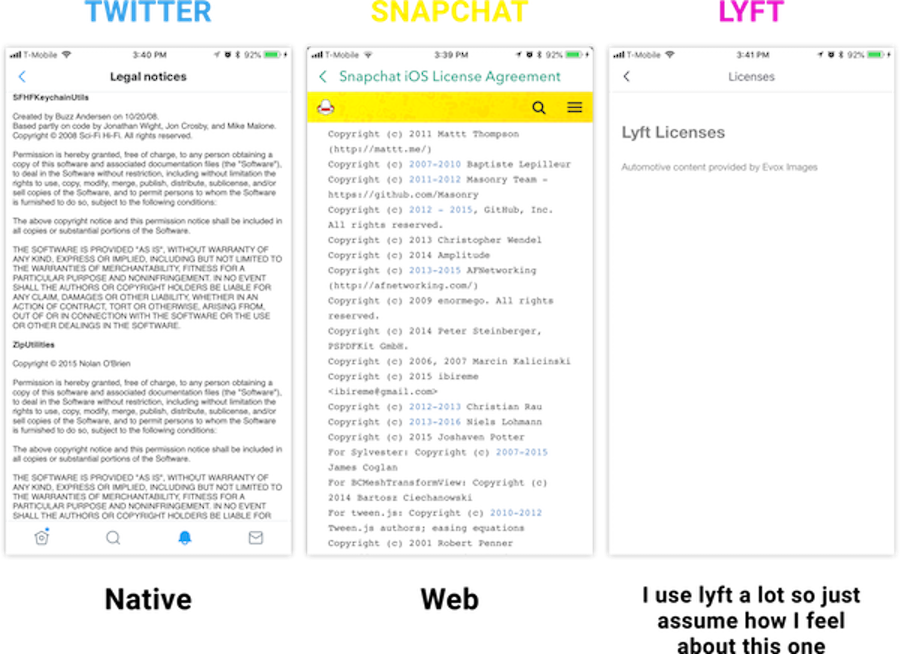 TWITTER
T-Mobile
3:40 PM
92%
Legal notices
SFHFKeychainUtils
Created by Buzz Andersen on 10/20/08.
Based partly on code by Jonathan Wight, Jon Crosby, and Mike Malone.
Copyright © 2008 Sci-Fi Hi-Fi. All rights reserved.
Permission is hereby granted, free of charge, to any person obtaining a
copy of this software and associated documentation files (the "Software"),
to deal in the Software without restriction, including without limitation the
rights to use, copy, modify, merge, publish, distribute, sublicense, and/or
sell copies of the Software, and to permit persons to whom the Software
is furnished to do so, subject to the following conditions:
The above copyright notice and this permission notice shall be included in
all copies or substantial portions of the Software.
THE SOFTWARE IS PROVIDED "AS IS", WITHOUT WARRANTY OF
ANY KIND, EXPRESS OR IMPLIED, INCLUDING BUT NOT LIMITED TO
THE WARRANTIES OF MERCHANTABILITY, FITNESS FOR A
PARTICULAR PURPOSE AND NONINFRINGEMENT. IN NO EVENT
SHALL THE AUTHORS OR COPYRIGHT HOLDERS BE LIABLE FOR
ANY CLAIM, DAMAGES OR OTHER LIABILITY, WHETHER IN AN
ACTION OF CONTRACT, TORT OR OTHERWISE, ARISING FROM,
OUT OF OR IN CONNECTION WITH THE SOFTWARE OR THE USE
OR OTHER DEALINGS IN THE SOFTWARE.
ZipUtilities
Copyright © 2015 Nolan O'Brien
Permission is hereby granted, free of charge, to any person obtaining a
copy of this software and associated documentation files (the "Software"),
to deal in the Software without restriction, including without limitation the
rights to use, copy, modify, merge, publish, distribute, sublicense, and/or
sell copies of the Software, and to permit persons to whom the Software
is furnished to do so, subject to the following conditions:
The above copyright notice and this permission notice shall be included in
all copies or substantial portions of the Software.
THE SOFTWARE IS PROVIDED "AS IS", WITHOUT WARRANTY OF
ANY KIND, EXPRESS OR IMPLIED, INCLUDING BUT NOT LIMITED TO
THE WARRANTIES OF MERCHANTABILITY, FITNESS FOR A
PARTICULAR PURPOSE AND NONINFRINGEMENT. IN NO EVENT
SHALL THE AUTHORS OR COPYRIGHT HOLDERS BE LIABLE FOR
Native
SNAPCHAT
T-Mobile
3:39 PM
92%
Snapchat iOS License Agreement
Copyright (c) 2011 Mattt Thompson
(http://mattt.me/)
Copyright (c) 2007-2010 Baptiste Lepilleur
Copyright (c) 2011-2012 Masonry Team -
https://github.com/Masonry
Copyright (c) 2012 - 2015, GitHub, Inc.
All rights reserved.
Copyright (c) 2013 Christopher Wendel
Copyright (c) 2014 Amplitude
Copyright (c) 2013-2015 AFNetworking
(http://afnetworking.com/)
Copyright (c) 2009 enormego. All rights
reserved.
Copyright (c) 2014 Peter Steinberger,
PSPDFKit GmbH.
Copyright (c) 2006, 2007 Marcin Kalicinski
Copyright (c) 2015 ibireme
<ibireme@gmail.com>
Copyright (c) 2012-2013 Christian Rau
Copyright (c) 2013-2016 Niels Lohmann
Copyright (c) 2015 Joshaven Potter
For Sylvester: Copyright (c) 2007-2015
James Coglan
For BCMeshTransformView: Copyright (c)
2014 Bartosz Ciechanowski
For tween.js: Copyright (c) 2010-2012
Tween.js authors; easing equations
Copyright (c) 2001 Robert Penner
Web
LYFT
T-Mobile
3:41 PM
92%
Licenses
Lyft Licenses
Automotive content provided by Evox Images
I use lyft a lot so just
assume how I feel
about this one